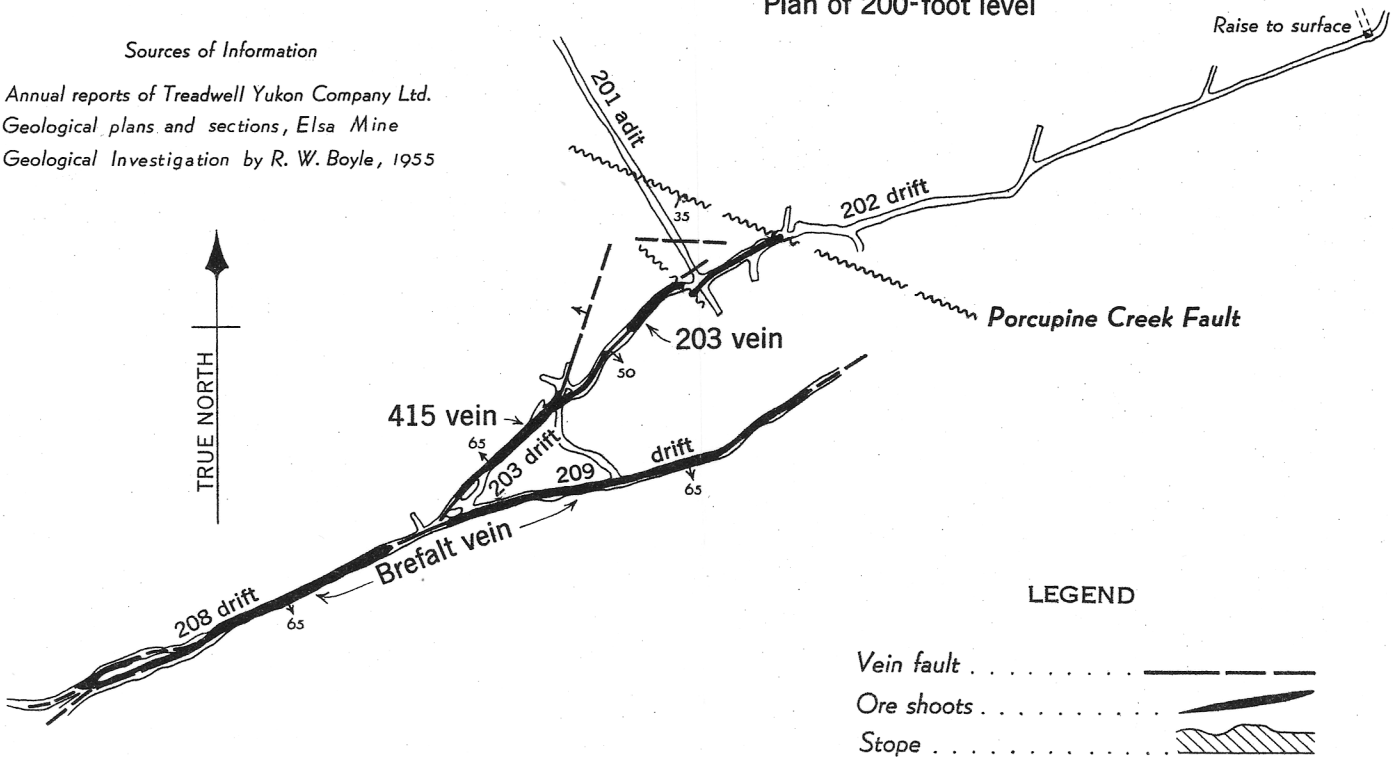 Plan of 200-foot level
Raise to surface
Sources of Information
Annual reports of Treadwell Yukon Company Ltd.
Geological plans and sections, Elsa Mine
Geological Investigation by R. W. Boyle, 1955
201 adit
35
202 drift
Porcupine Creek Fault
203 vein
50
TRUE NORTH
415 vein
65
203 drift
209 drift
65
Brefalt vein
208 drift
65
LEGEND
Vein fault . . . . . . . . .
Ore shoots . . . . . . . . . .
Stope . . . . . . . . . . . . .